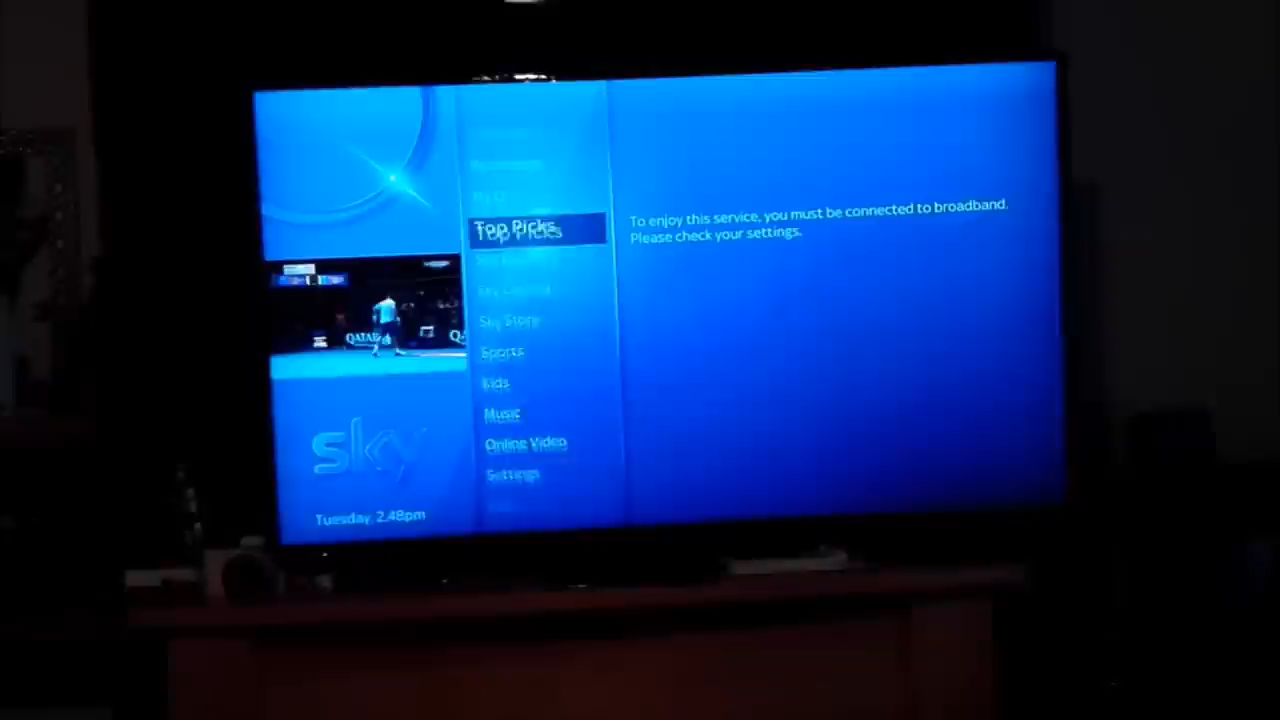 Top Picks
To enjoy this service, you must be connected to broadband.
Please check your settings.
Sky Store
Sports
Kids
Music
Online Video
Settings
QATAR
sky
Tuesday 2.48pm